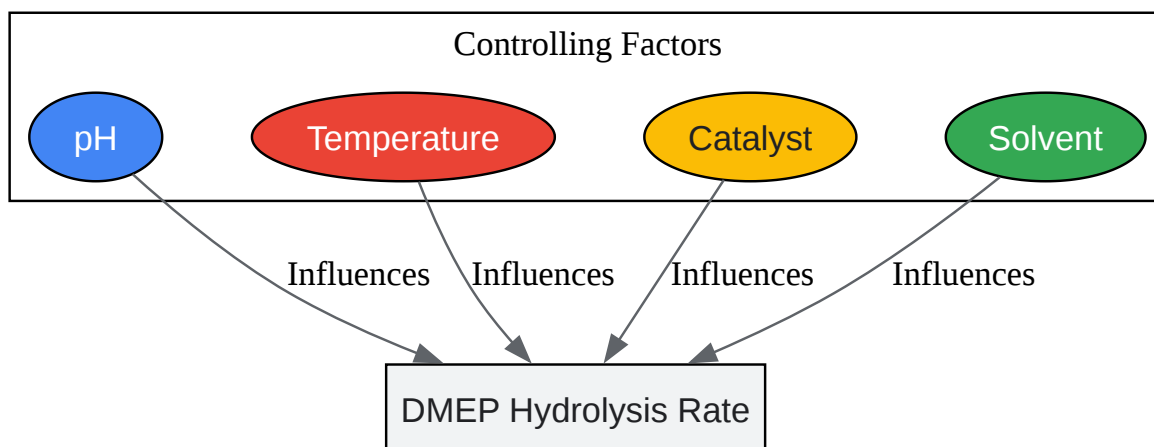 Controlling Factors
pH
Temperature
Catalyst
Solvent
Influences
Influences
Influences
Influences
DMEP Hydrolysis Rate